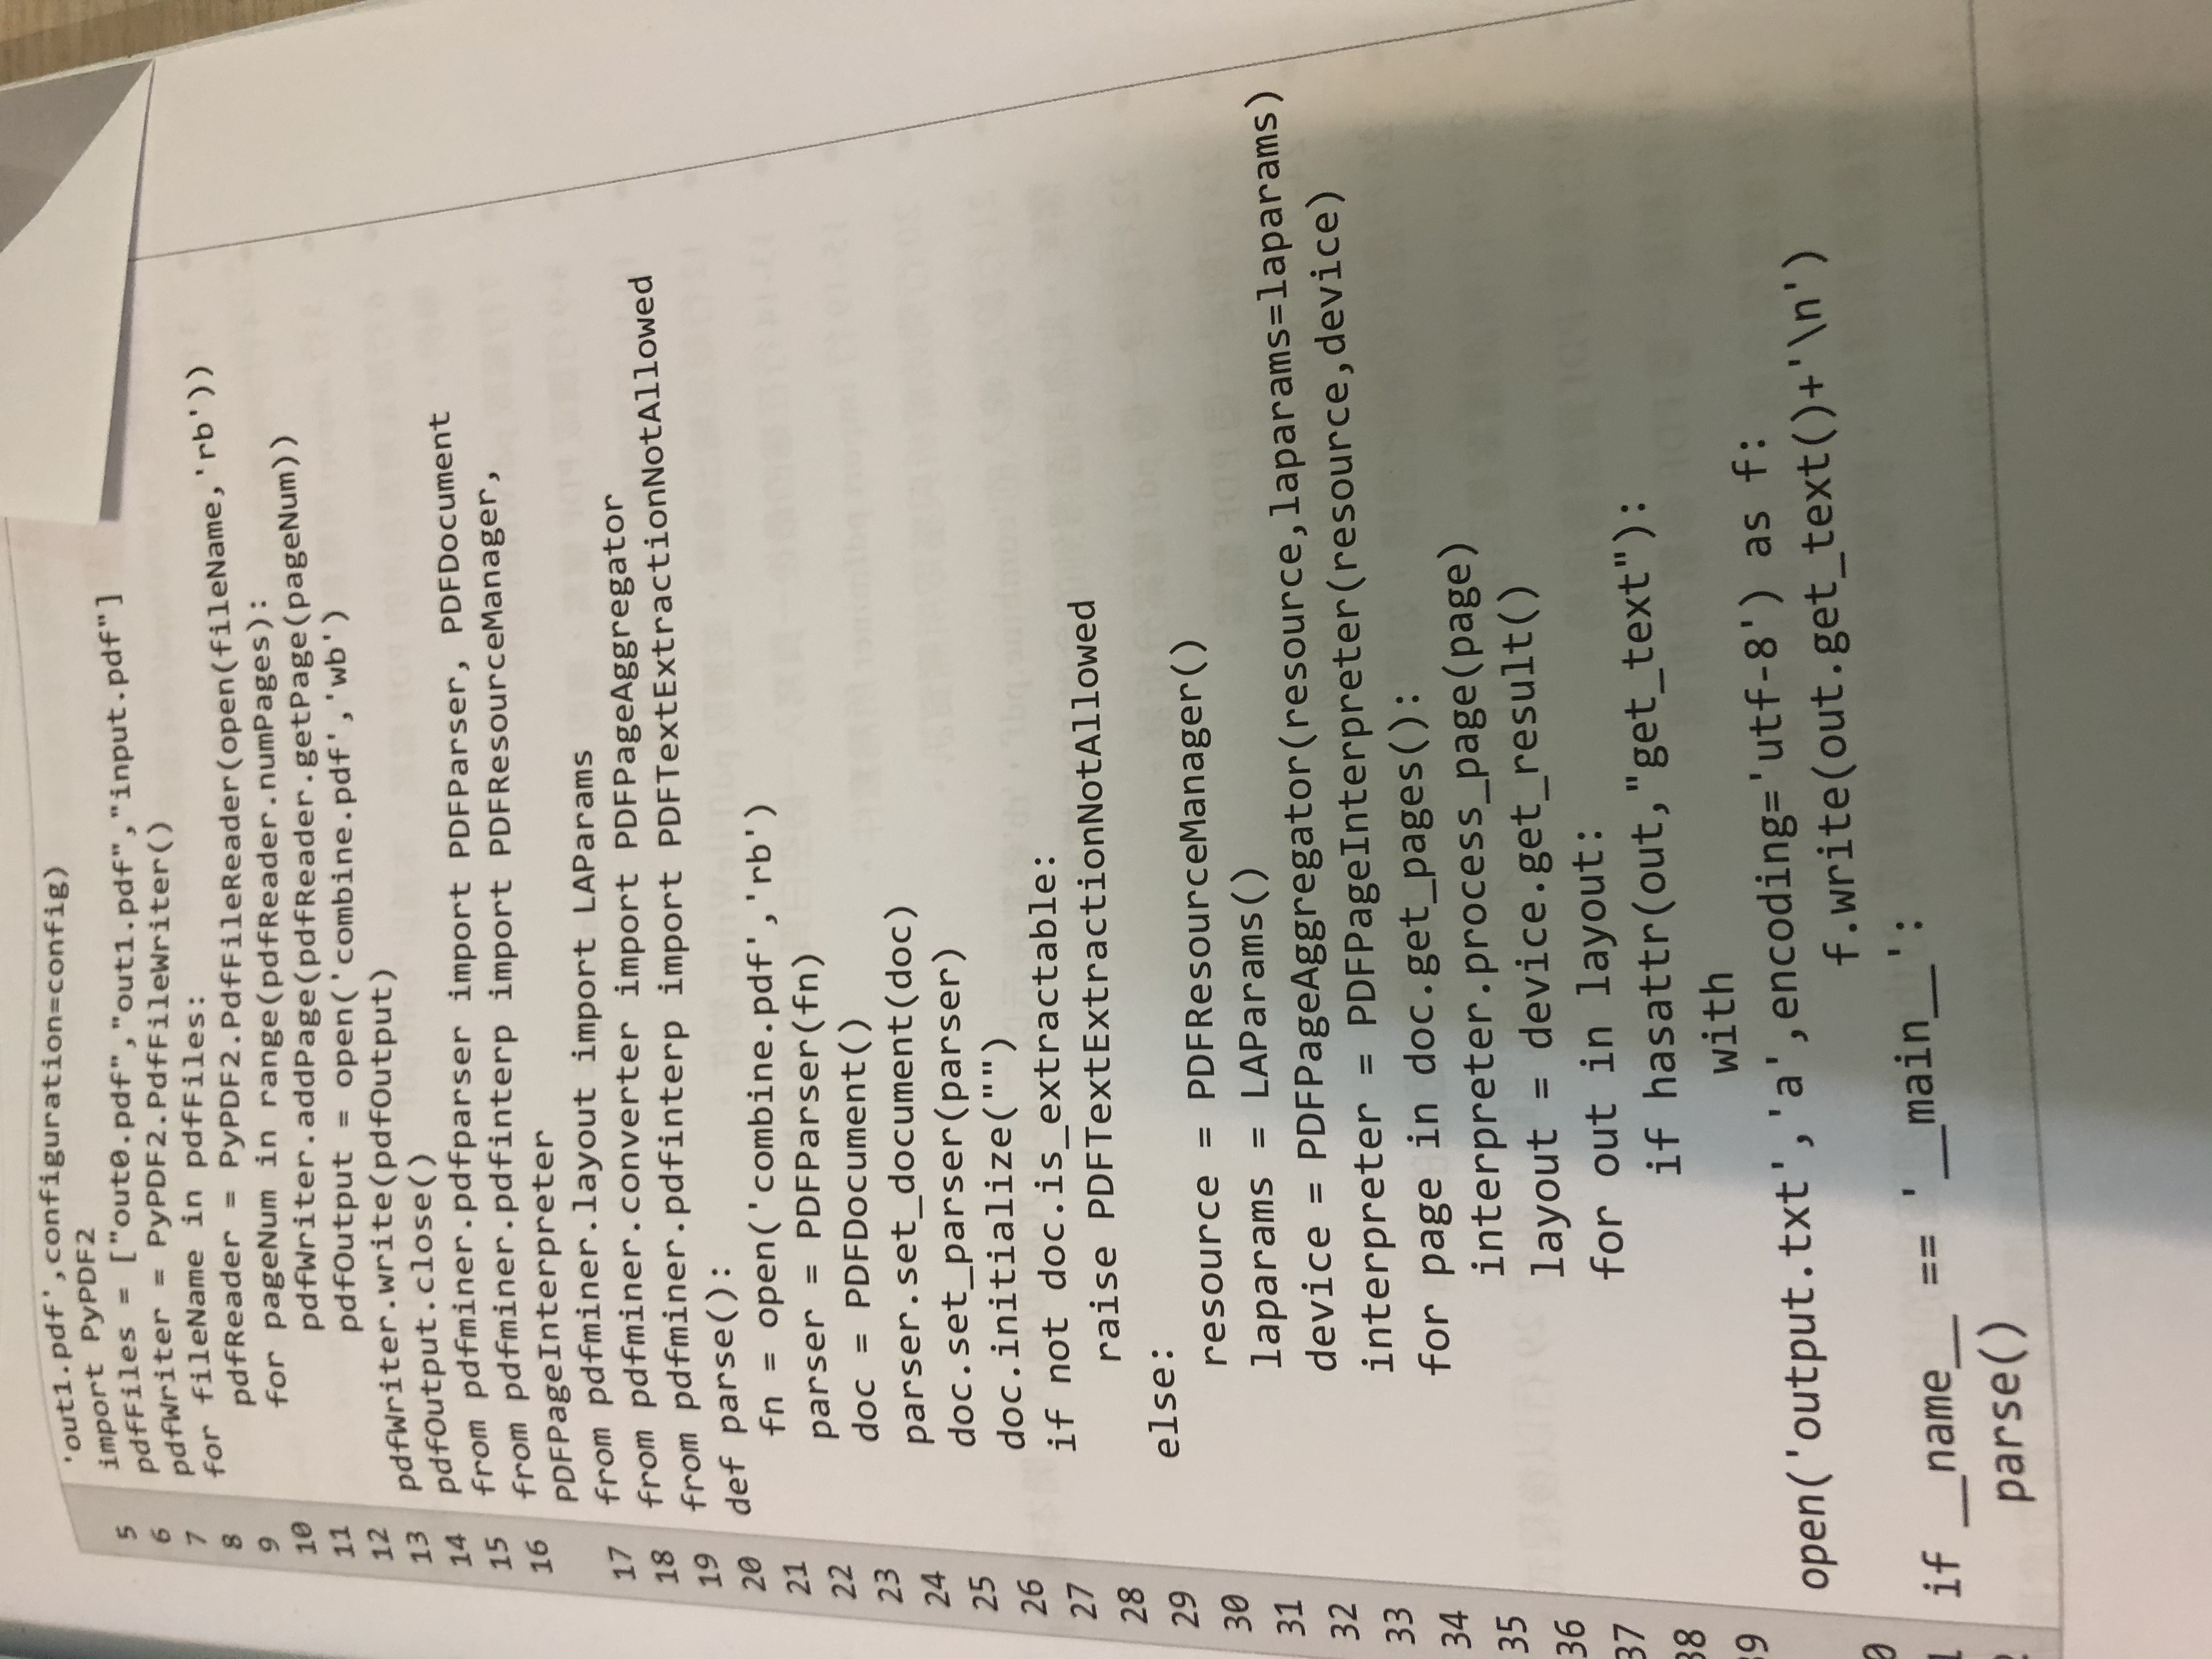 'out1.pdf',configuration=config)
5 import PyPDF2
6 pdfFiles = ["out0.pdf","out1.pdf","input.pdf"]
7 pdfWriter = PyPDF2.PdfFileWriter()
8 for fileName in pdfFiles:
9 pdfReader = PyPDF2.PdfFileReader(open(fileName,'rb'))
10 for pageNum in range(pdfReader.numPages):
11 pdfWriter.addPage(pdfReader.getPage(pageNum))
12 pdfOutput = open('combine.pdf','wb')
13 pdfWriter.write(pdfOutput)
14 pdfOutput.close()
15 from pdfminer.pdfparser import PDFParser, PDFDocument
16 from pdfminer.pdfinterp import PDFResourceManager,
PDFPageInterpreter
17 from pdfminer.layout import LAParams
18 from pdfminer.converter import PDFPageAggregator
19 from pdfminer.pdfinterp import PDFTextExtractionNotAllowed
20 def parse():
21 fn = open('combine.pdf','rb')
22 parser = PDFParser(fn)
23 doc = PDFDocument()
24 parser.set_document(doc)
25 doc.set_parser(parser)
26 doc.initialize("")
27 if not doc.is_extractable:
28 raise PDFTextExtractionNotAllowed
29 else:
30 resource = PDFResourceManager()
31 laparams = LAParams()
32 device = PDFPageAggregator(resource,laparams=laparams)
33 interpreter = PDFPageInterpreter(resource,device)
34 for page in doc.get_pages():
35 interpreter.process_page(page)
36 layout = device.get_result()
37 for out in layout:
38 if hasattr(out,"get_text"):
39 with
open('output.txt','a',encoding='utf-8') as f:
0 f.write(out.get_text()+'\n')
1 if __name__ == '__main__':
2 parse()